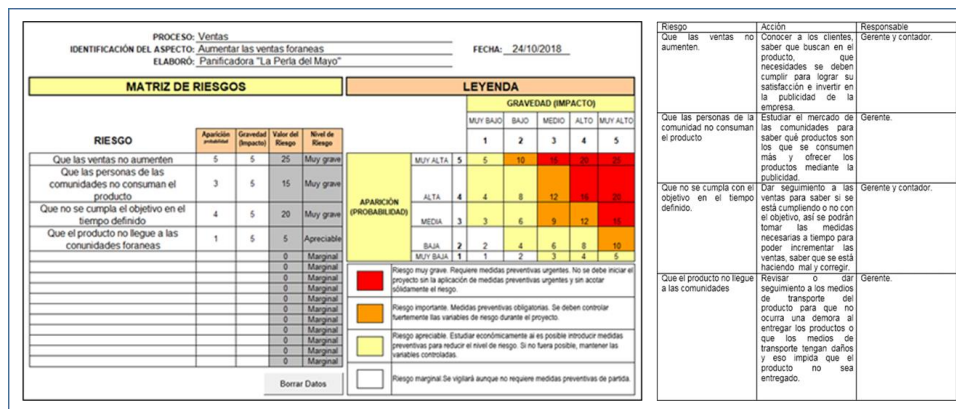 PROCESO: Ventas
IDENTIFICACIÓN DEL ASPECTO: Aumentar las ventas foraneas
FECHA: 24/10/2018
ELABORÓ: Panificadora "La Perla del Mayo"
MATRIZ DE RIESGOS
RIESGO
Aparición probabilidad
Gravedad (Impacto)
Valor del Riesgo
Nivel de Riesgo
Que las ventas no aumenten 5 5 25 Muy grave
Que las personas de las
comunidades no consuman el
producto
3 5 15 Muy grave
Que no se cumpla el objetivo en el
tiempo definido
4 5 20 Muy grave
Que el producto no llegue a las
conunidades foraneas
1 5 5 Apreciable
0 Marginal
0 Marginal
0 Marginal
0 Marginal
0 Marginal
0 Marginal
0 Marginal
0 Marginal
0 Marginal
0 Marginal
0 Marginal
Borrar Datos
LEYENDA
GRAVEDAD (IMPACTO)
MUY BAJO BAJO MEDIO ALTO MUY ALTO
1 2 3 4 5
APARICIÓN
(PROBABILIDAD)
MUY ALTA 5 5 10 15 20 25
ALTA 4 4 8 12 16 20
MEDIA 3 3 6 9 12 15
BAJA 2 2 4 6 8 10
MUY BAJA 1 1 2 3 4 5
Riesgo muy grave. Requiere medidas preventivas urgentes. No se debe iniciar el
proyecto sin la aplicación de medidas preventivas urgentes y sin acotar
sólidamente el riesgo.
Riesgo importante. Medidas preventivas obligatorias. Se deben controlar
fuertemente llas variables de riesgo durante el proyecto.
Riesgo apreciable. Estudiar económicamente ai es posible introducir medidas
preventivas para reducir el nivel de riesgo. Si no fuera posible, mantener las
variables controladas.
Riesgo marginal.Se vigilará aunque no requiere medidas preventivas de partida.
Riesgo Acción Responsable
Que las ventas no
aumenten.
Conocer a los clientes,
saber que buscan en el
producto, que
necesidades se deben
cumplir para lograr su
satisfacción e invertir en
la publicidad de la
empresa.
Gerente y contador.
Que las personas de la
comunidad no consuman
el producto
Estudiar el mercado de
las comunidades para
saber qué productos son
los que se consumen
más y ofrecer los
productos mediante la
publicidad.
Gerente.
Que no se cumpla con el
objetivo en el tiempo
definido.
Dar seguimiento a las
ventas para saber si se
está cumpliendo o no con
el objetivo, así se podrán
tomar las medidas
necesarias a tiempo para
poder incrementar las
ventas, saber que se está
haciendo mal y corregir.
Gerente y contador.
Que el producto no llegue
a las comunidades
Revisar o dar
seguimiento a los medios
de transporte del
producto para que no
ocurra una demora al
entregar los productos o
que los medios de
transporte tengan daños
y eso impida que el
producto no sea
entregado.
Gerente.